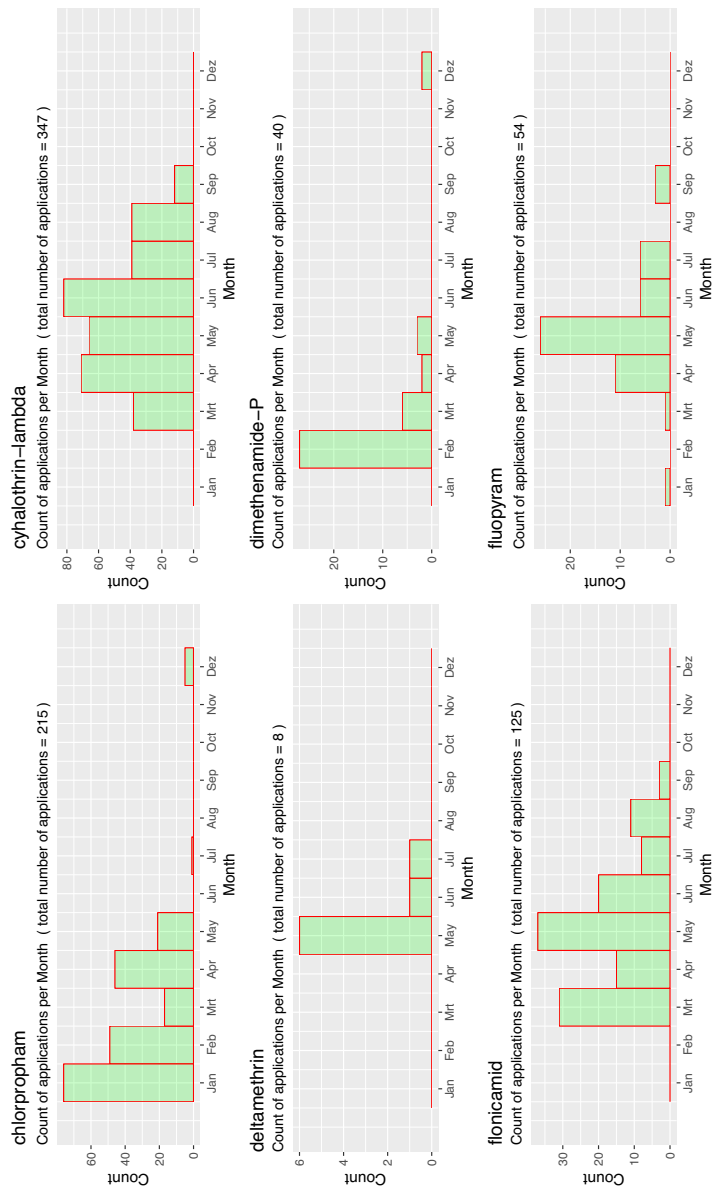 chlorpropham
Count of applications per Month ( total number of applications = 215 )
Count
0
20
40
60
Jan Feb Mrt Apr May Jun Jul Aug Sep Oct Nov Dez
Month
cyhalothrin−lambda
Count of applications per Month ( total number of applications = 347 )
Count
0
20
40
60
80
Jan Feb Mrt Apr May Jun Jul Aug Sep Oct Nov Dez
Month
deltamethrin
Count of applications per Month ( total number of applications = 8 )
Count
0
2
4
6
Jan Feb Mrt Apr May Jun Jul Aug Sep Oct Nov Dez
Month
dimethenamide−P
Count of applications per Month ( total number of applications = 40 )
Count
0
10
20
Jan Feb Mrt Apr May Jun Jul Aug Sep Oct Nov Dez
Month
flonicamid
Count of applications per Month ( total number of applications = 125 )
Count
0
10
20
30
Jan Feb Mrt Apr May Jun Jul Aug Sep Oct Nov Dez
Month
fluopyram
Count of applications per Month ( total number of applications = 54 )
Count
0
10
20
Jan Feb Mrt Apr May Jun Jul Aug Sep Oct Nov Dez
Month